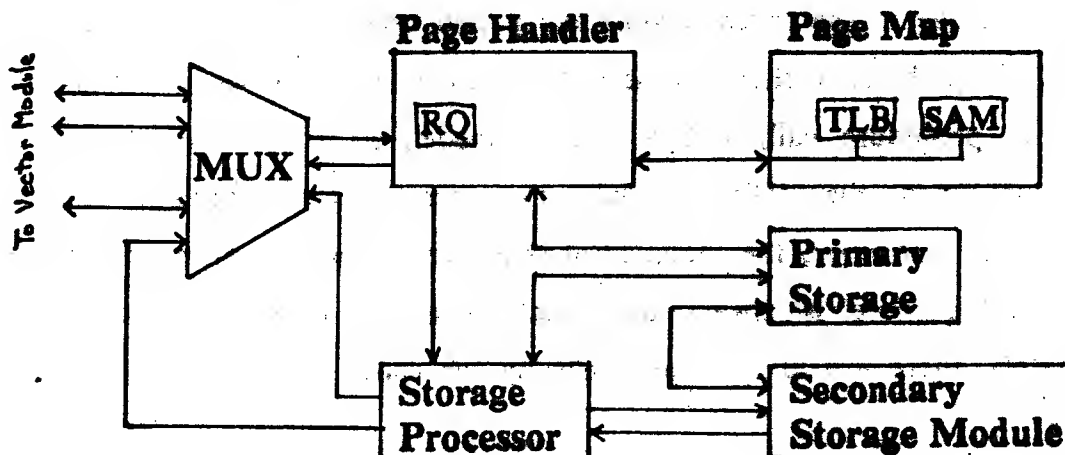 Page Handler
Page Map
To Vector Module
MUX
RQ
TLB
SAM
Primary
Storage
Storage
Processor
Secondary
Storage Module